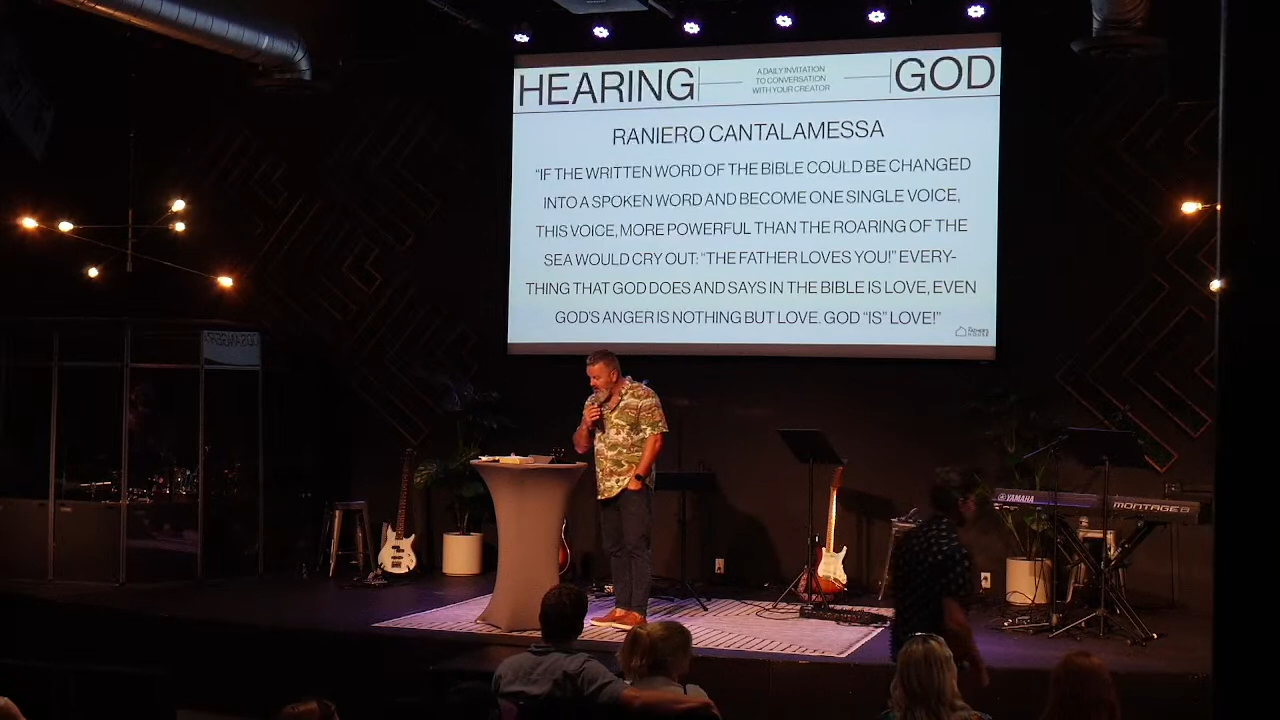 HEARING
A DAILY INVITATION
TO CONVERSATION
WITH YOUR CREATOR
GOD
RANIERO CANTALAMESSA
“IF THE WRITTEN WORD OF THE BIBLE COULD BE CHANGED
INTO A SPOKEN WORD AND BECOME ONE SINGLE VOICE,
THIS VOICE, MORE POWERFUL THAN THE ROARING OF THE
SEA WOULD CRY OUT: “THE FATHER LOVES YOU!” EVERY-
THING THAT GOD DOES AND SAYS IN THE BIBLE IS LOVE, EVEN
GOD’S ANGER IS NOTHING BUT LOVE. GOD “IS” LOVE!”
YAMAHA
MONTAGE 8